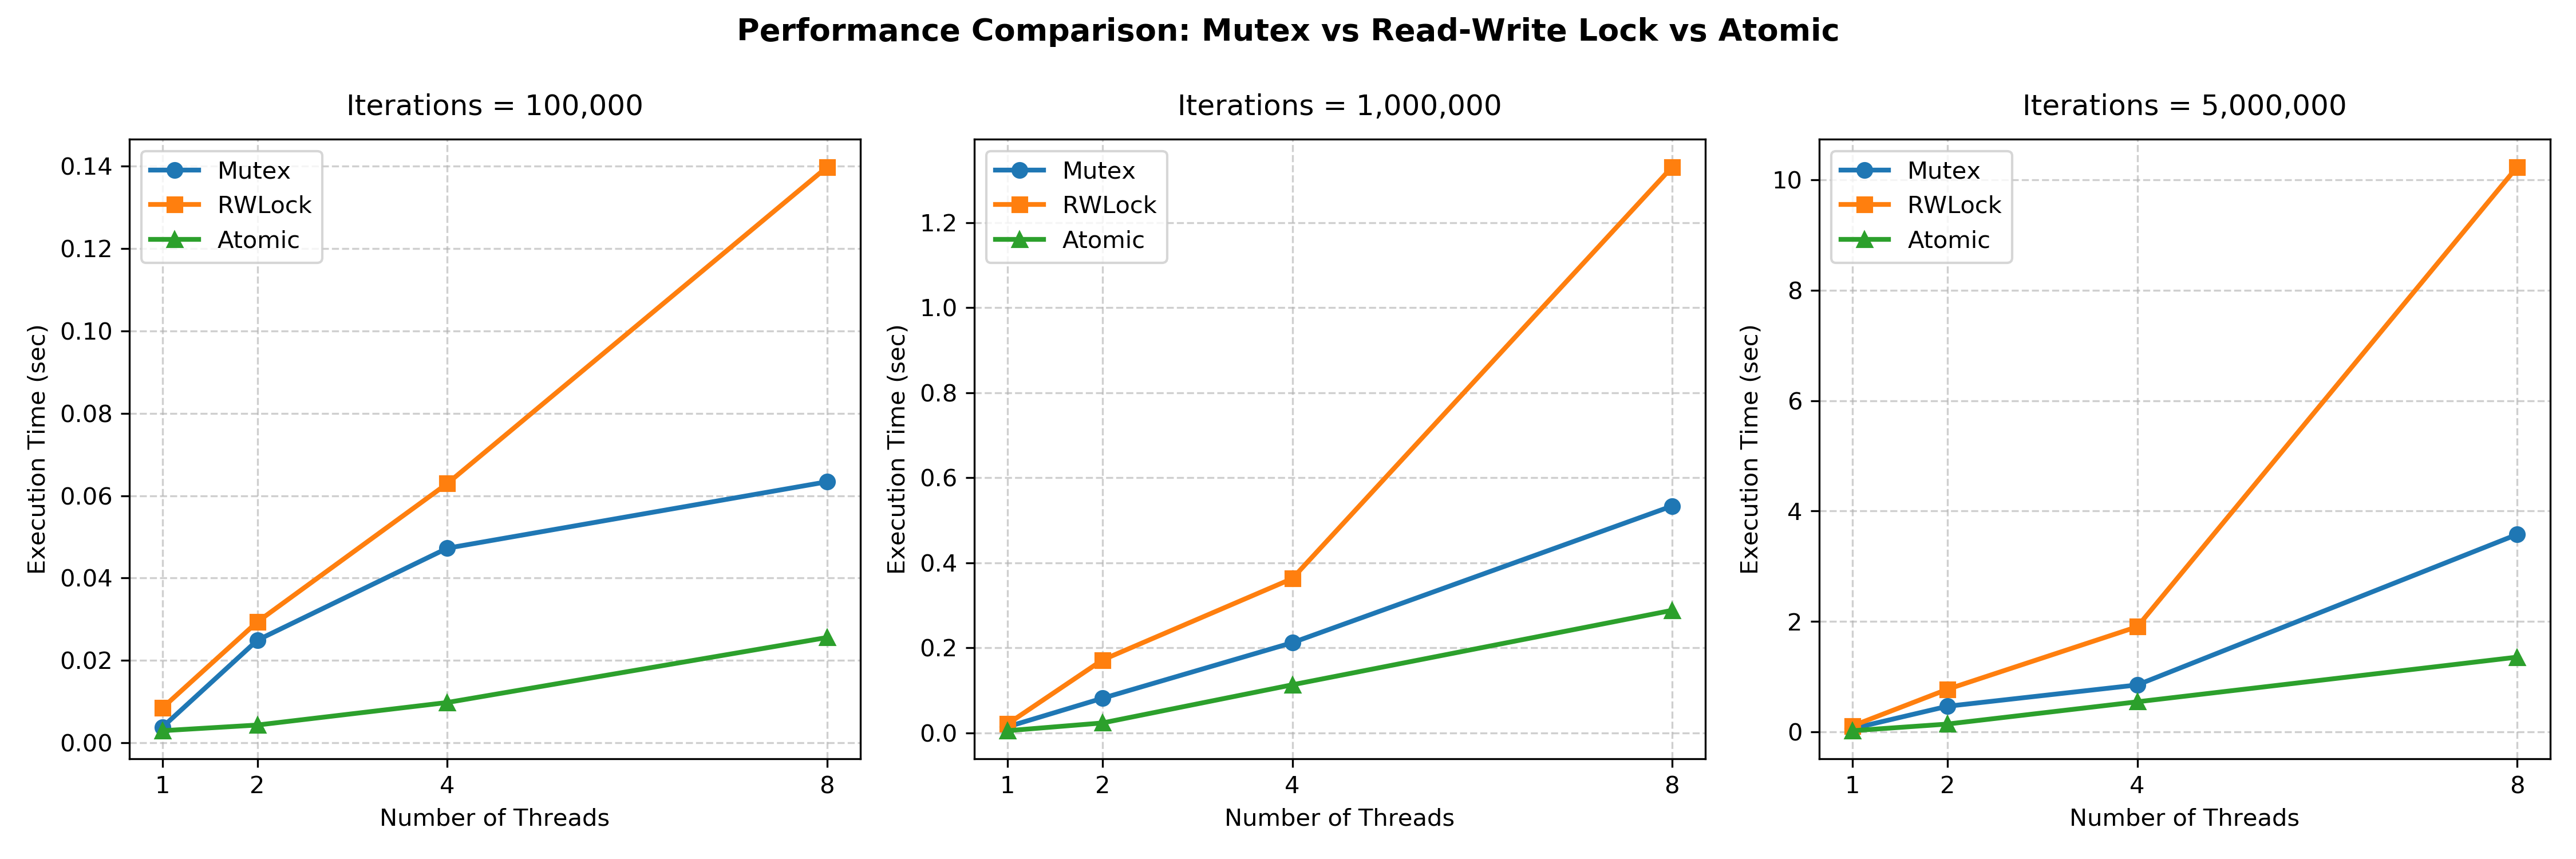 Performance Comparison: Mutex vs Read-Write Lock vs Atomic
Iterations = 100,000
Mutex
RWLock
Atomic
Execution Time (sec)
0.14
0.12
0.10
0.08
0.06
0.04
0.02
0.00
1 2 4 8
Number of Threads
Iterations = 1,000,000
Mutex
RWLock
Atomic
Execution Time (sec)
1.2
1.0
0.8
0.6
0.4
0.2
0.0
1 2 4 8
Number of Threads
Iterations = 5,000,000
Mutex
RWLock
Atomic
Execution Time (sec)
10
8
6
4
2
0
1 2 4 8
Number of Threads